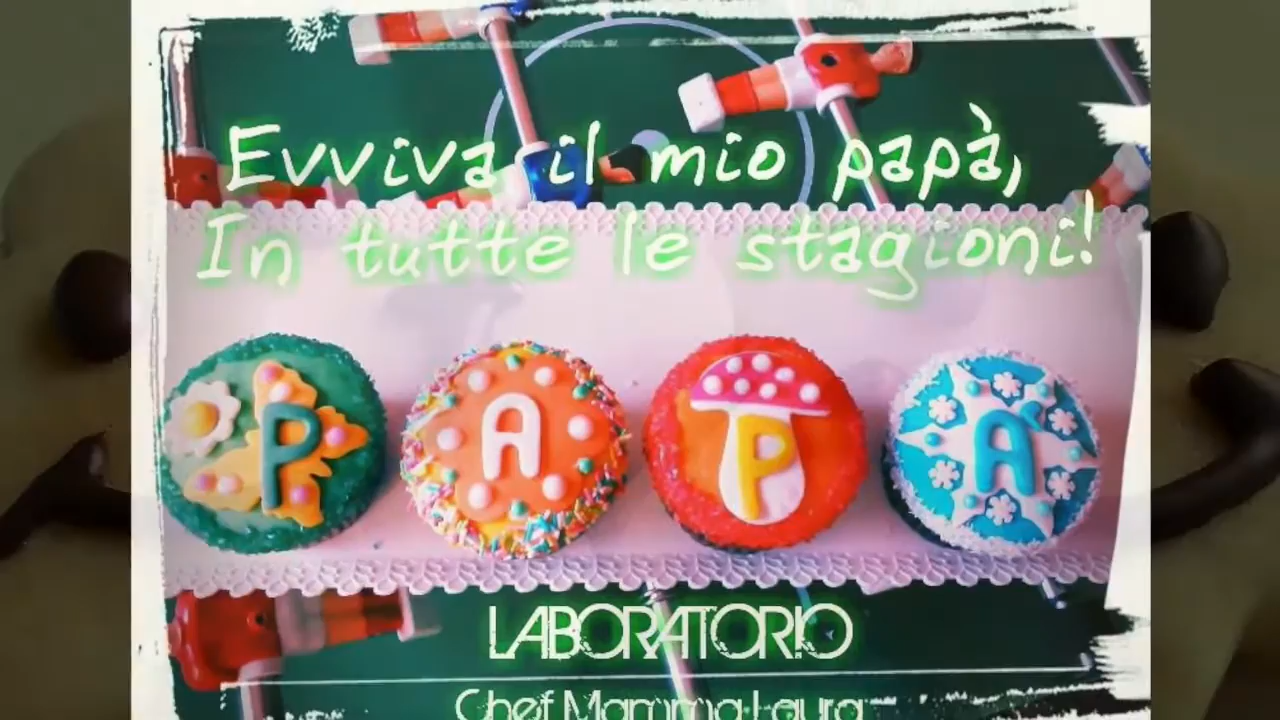 Evviva il mio papà,
In tutte le stagioni!
P A P A
LABORATORIO
Chef Mamma Laura